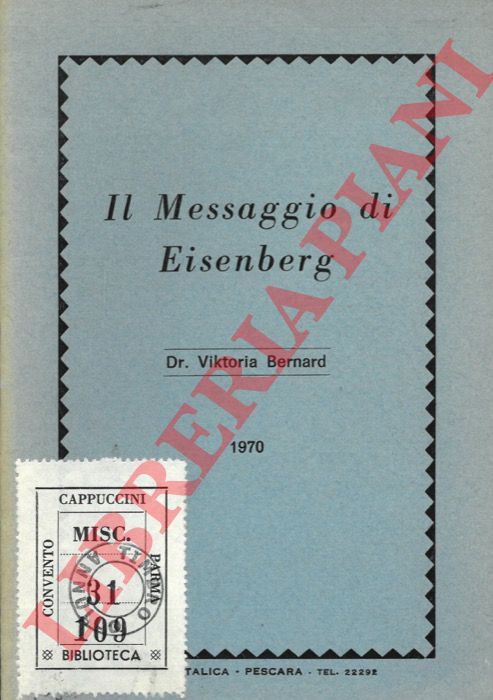 Il Messaggio di
Eisenberg
Dr. Viktoria Bernard
1970
LIBRERIA PIANI
CAPPUCCINI
CONVENTO
MISC.
PARMA
31
109
BIBLIOTECA
TALICA - PESCARA - TEL. 22292